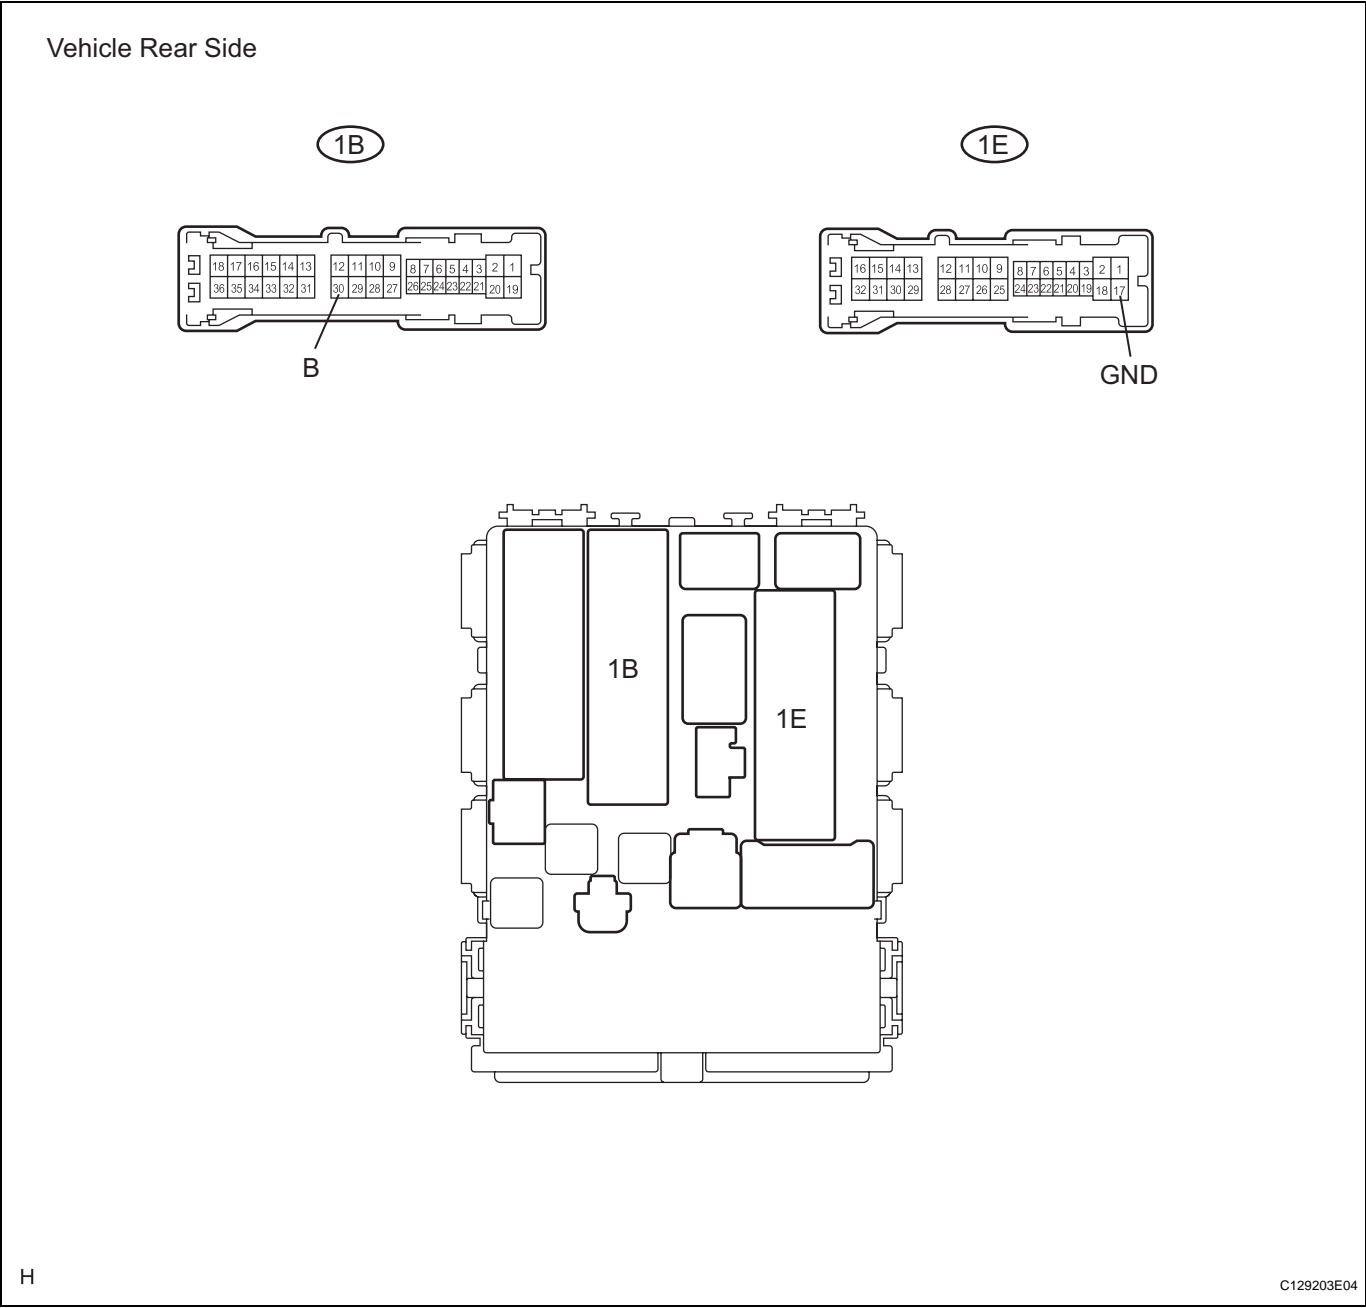 Vehicle Rear Side
1B 1E
18 17 16 15 14 13 12 11 10 9 8 7 6 5 4 3 2 1
36 35 34 33 32 31 30 29 28 27 26 25 24 23 22 21 20 19
B
16 15 14 13 12 11 10 9 8 7 6 5 4 3 2 1
32 31 30 29 28 27 26 25 24 23 22 21 20 19 18 17
GND
1B
1E
H
C129203E04